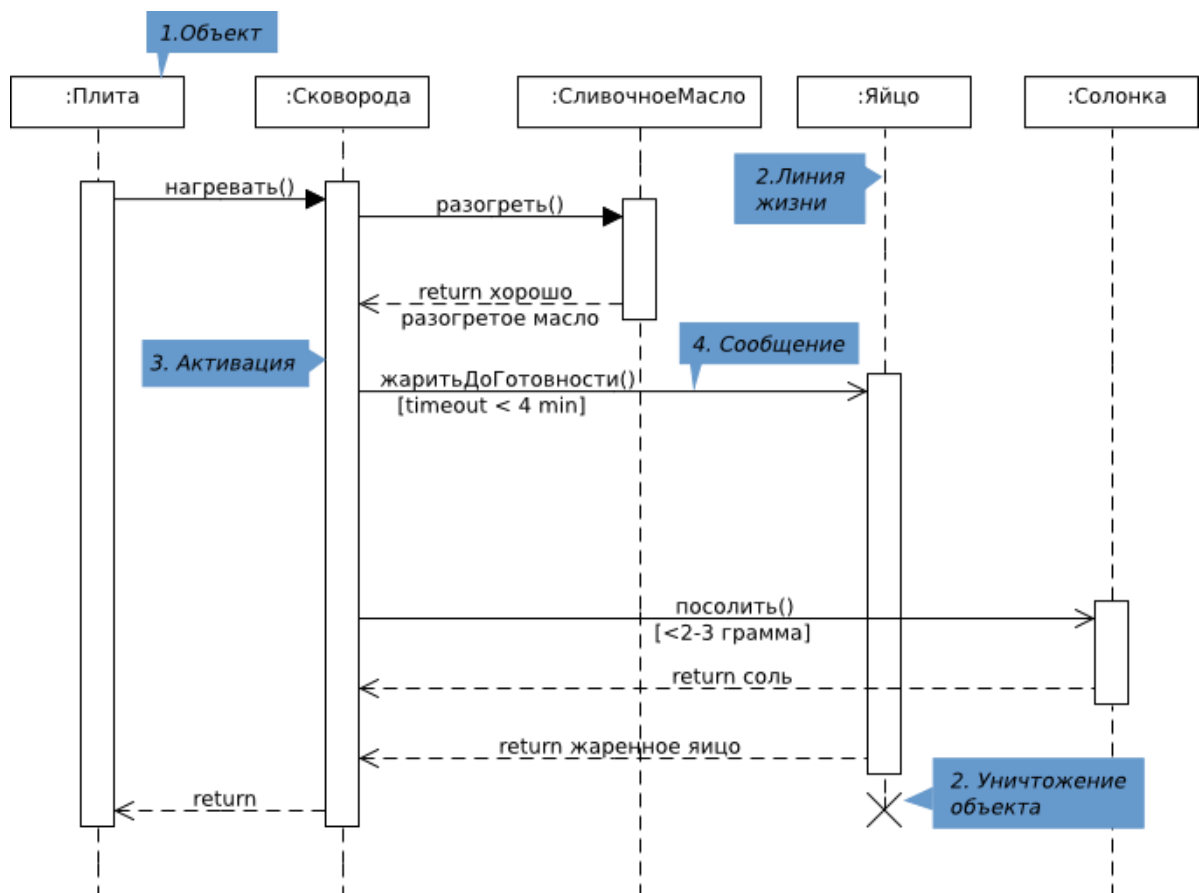 1.Объект
:Плита
:Сковорода
:СливочноеМасло
:Яйцо
:Солонка
2.Линия
жизни
нагревать()
разогреть()
return хорошо
разогретое масло
3. Активация
4. Сообщение
жаритьДоГотовности()
[timeout < 4 min]
посолить()
[<2-3 грамма]
return соль
return жаренное яицо
2. Уничтожение
объекта
return